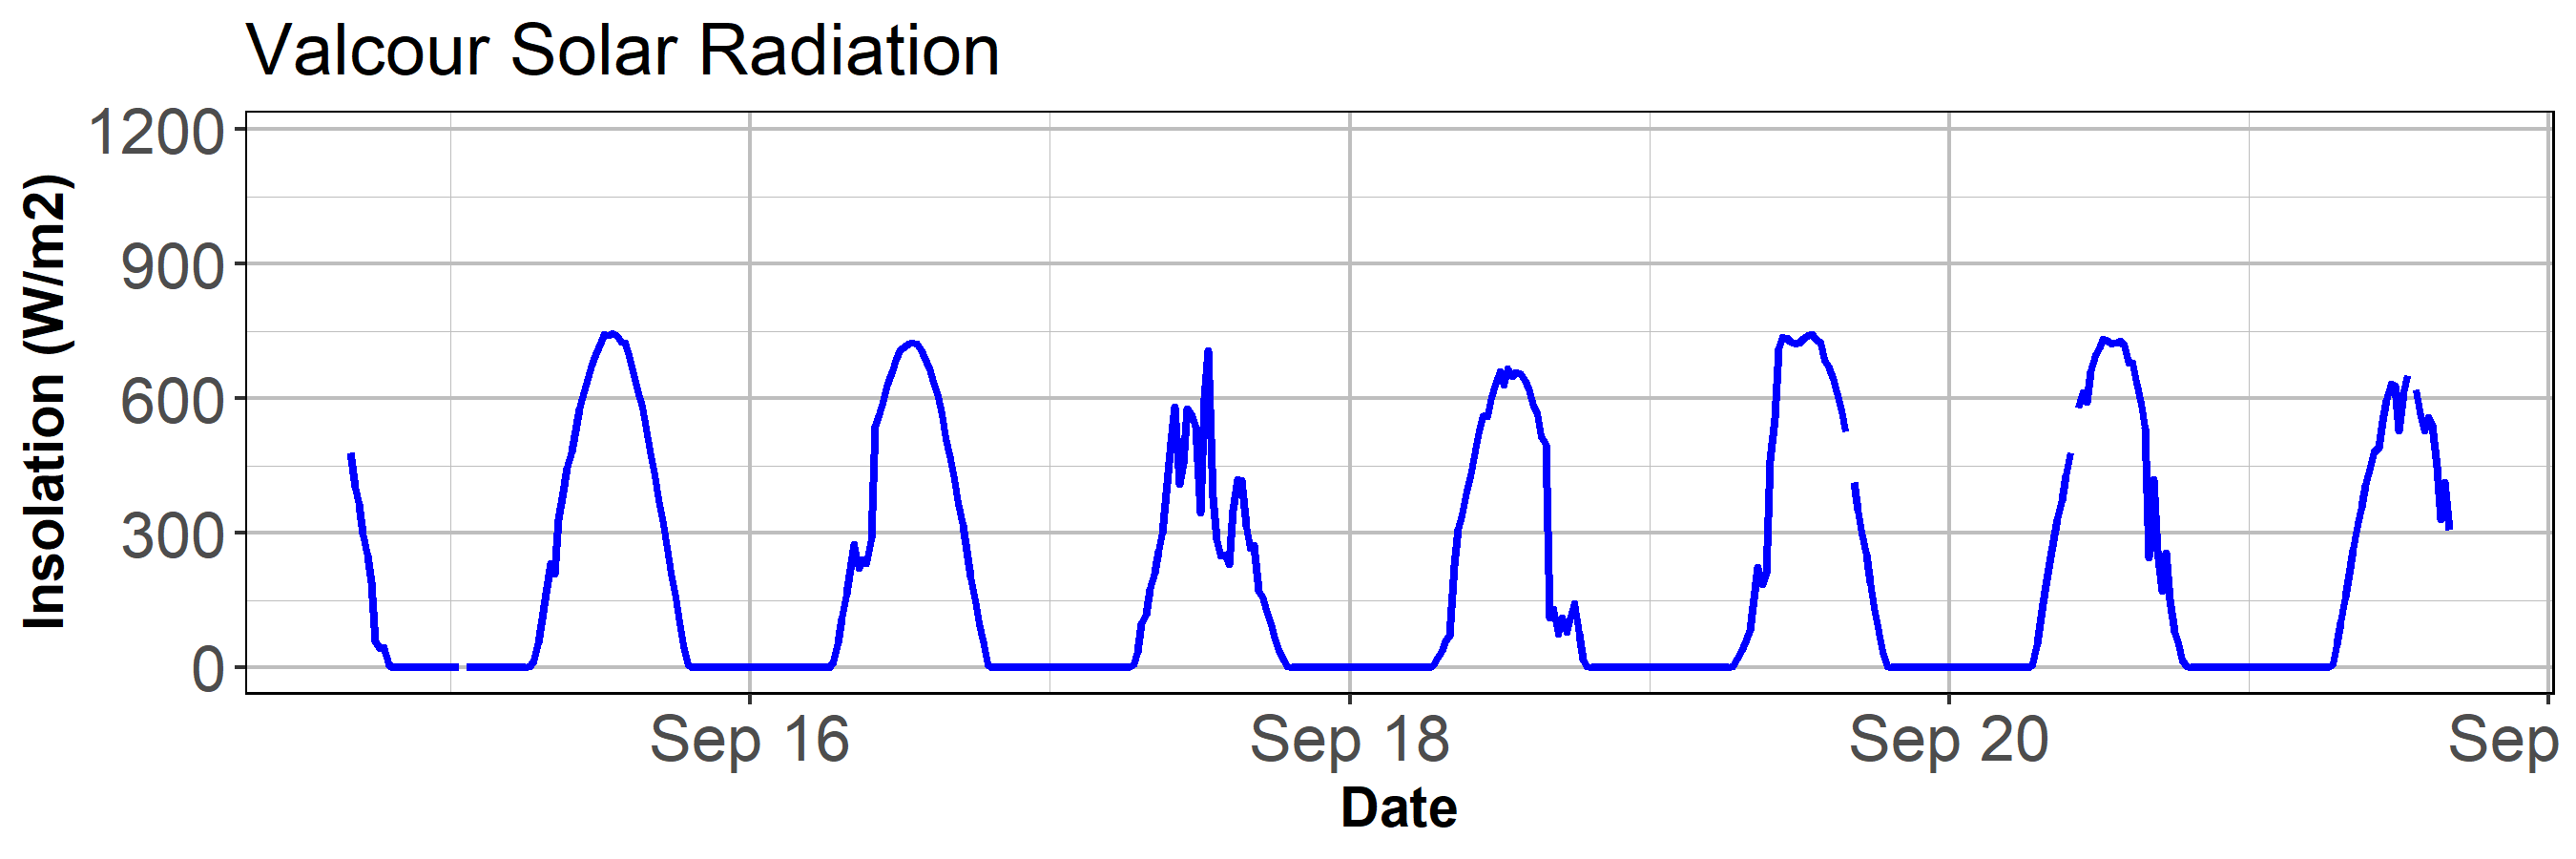 Valcour Solar Radiation
1200
900
600
300
0
Insolation (W/m2)
Sep 16 Sep 18 Sep 20 Sep
Date